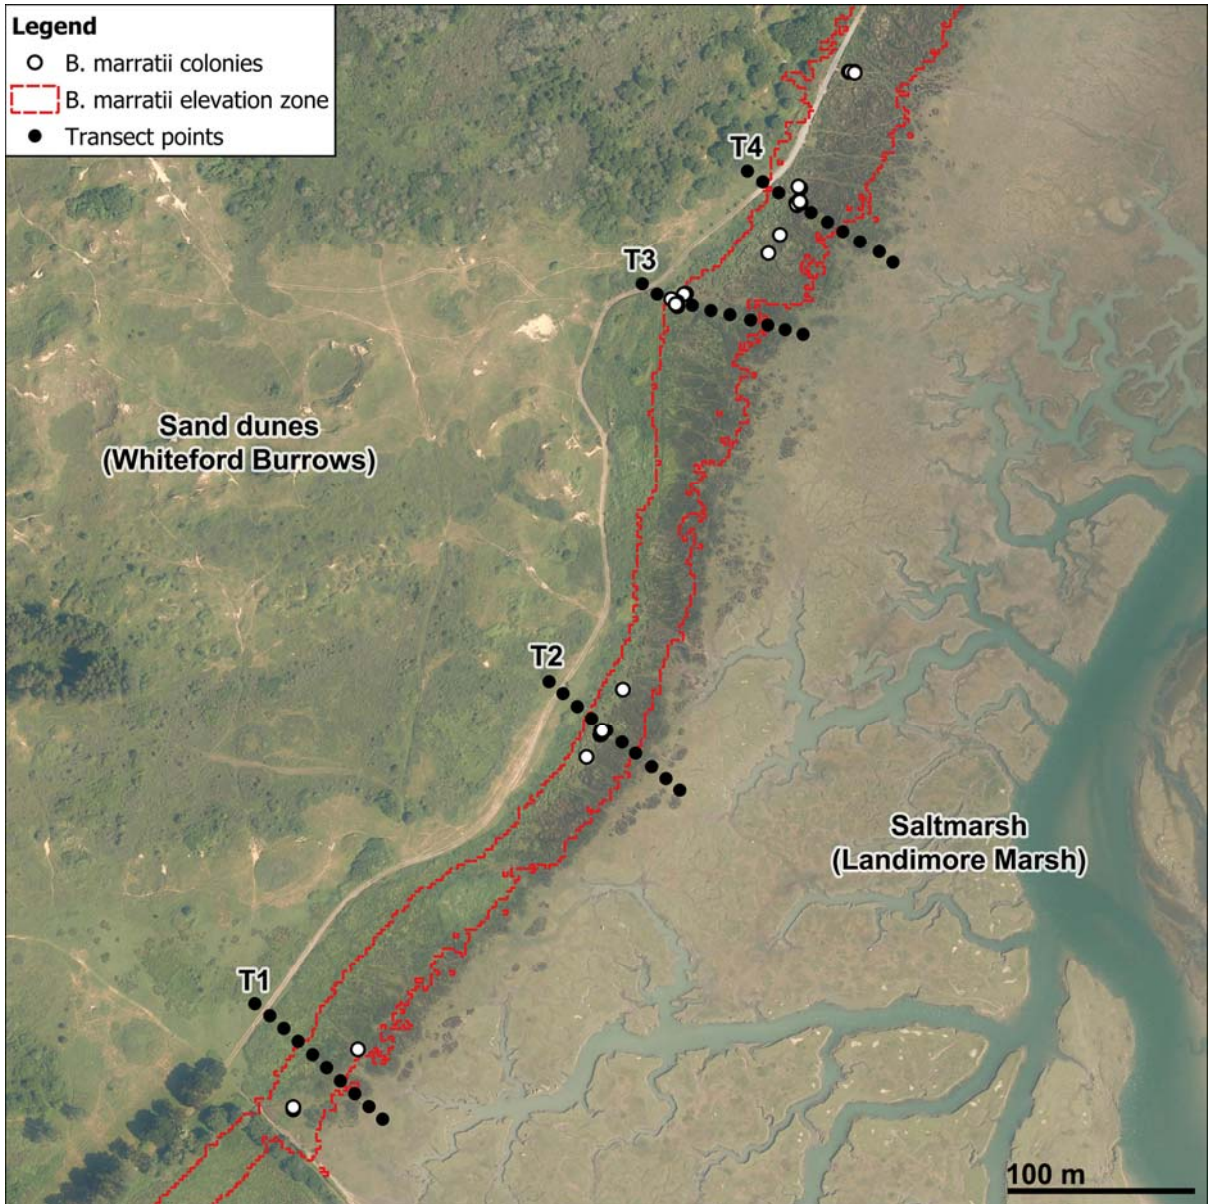 Legend
B. marratii colonies
B. marratii elevation zone
Transect points
T4
T3
Sand dunes
(Whiteford Burrows)
T2
Saltmarsh
(Landimore Marsh)
T1
100 m